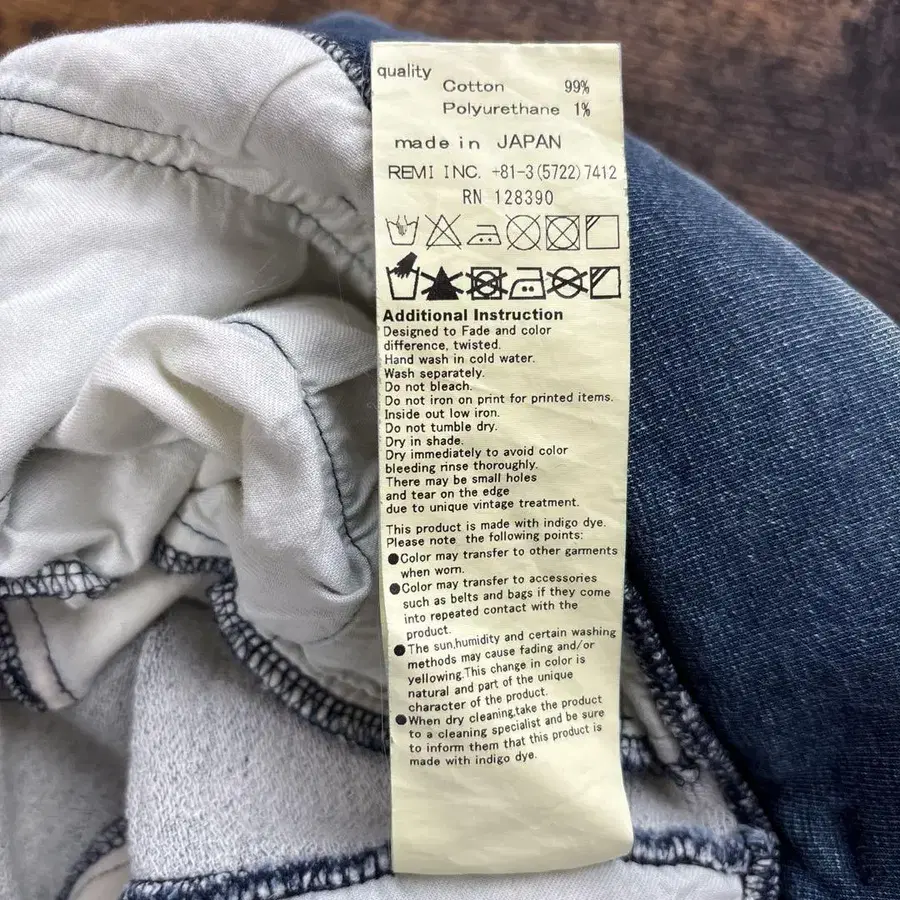 quality
Cotton 99%
Polyurethane 1%
made in JAPAN
REMI INC. +81-3(5722)7412
RN 128390
Additional Instruction
Designed to Fade and color
difference, twisted.
Hand wash in cold water.
Wash separately.
Do not bleach.
Do not iron on print for printed items.
Inside out low iron.
Do not tumble dry.
Dry in shade.
Dry immediately to avoid color
bleeding rinse thoroughly.
There may be small holes
and tear on the edge
due to unique vintage treatment.
This product is made with indigo dye.
Please note the following points:
●Color may transfer to other garments
when worn.
●Color may transfer to accessories
such as belts and bags if they come
into repeated contact with the
product.
●The sun,humidity and certain washing
methods may cause fading and/or
yellowing.This change in color is
natural and part of the unique
character of the product.
●When dry cleaning,take the product
to a cleaning specialist and be sure
to inform them that this product is
made with indigo dye.